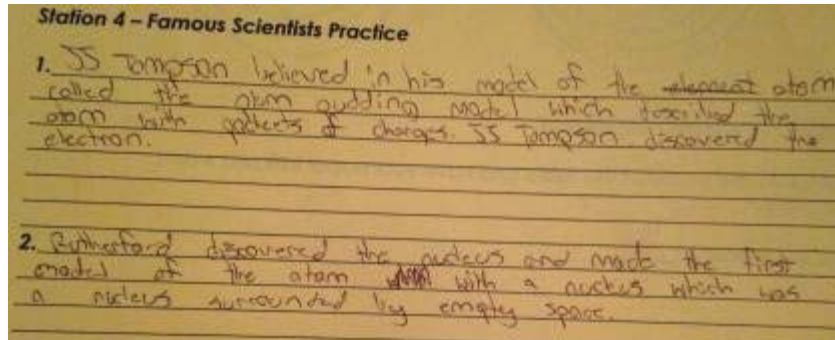 Station 4 – Famous Scientists Practice
1. JJ Tompson believed in his model of the atom
called the plum pudding model which described the
atom with pockets of charges. JJ Tompson discovered the
electron.
2. Rutherford discovered the nucleus and made the first
model of the atom with a nucleus which was
a nucleus surrounded by empty space.